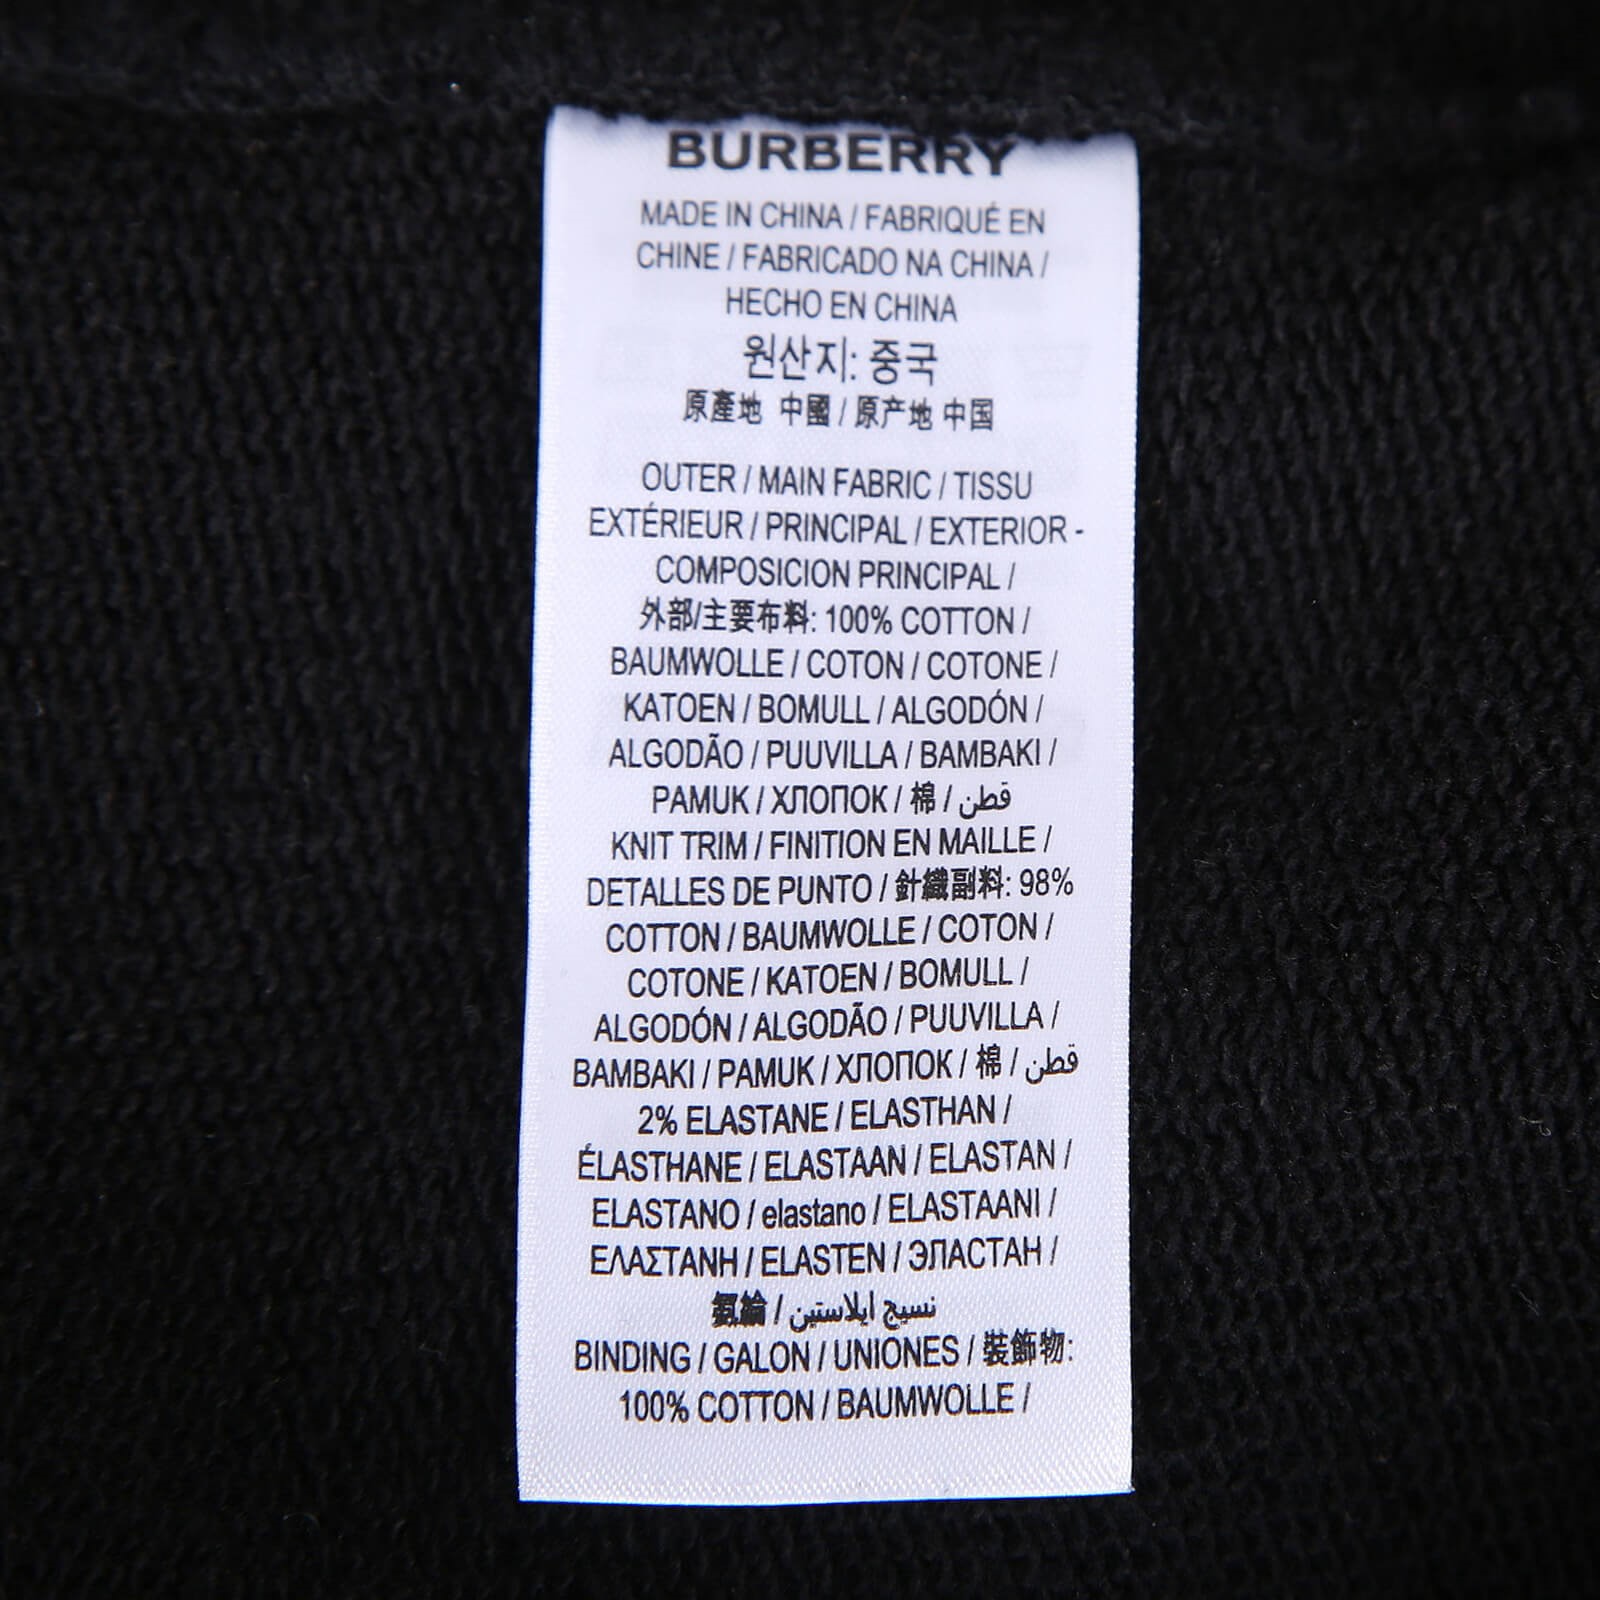 BURBERRY
MADE IN CHINA / FABRIQUÉ EN
CHINE / FABRICADO NA CHINA /
HECHO EN CHINA
원산지: 중국
原產地 中國 / 原产地 中国
OUTER / MAIN FABRIC / TISSU
EXTÉRIEUR / PRINCIPAL / EXTERIOR -
COMPOSICION PRINCIPAL /
外部/主要布料: 100% COTTON /
BAUMWOLLE / COTON / COTONE /
KATOEN / BOMULL / ALGODÓN /
ALGODÃO / PUUVILLA / BAMBAKI /
PAMUK / ХЛОПОК / 棉 / قطن
KNIT TRIM / FINITION EN MAILLE /
DETALLES DE PUNTO / 針織副料: 98%
COTTON / BAUMWOLLE / COTON /
COTONE / KATOEN / BOMULL /
ALGODÓN / ALGODÃO / PUUVILLA /
BAMBAKI / PAMUK / ХЛОПОК / 棉 / قطن
2% ELASTANE / ELASTHAN /
ÉLASTHANE / ELASTAAN / ELASTAN /
ELASTANO / elastano / ELASTAANI /
ΕΛΑΣΤΑΝΗ / ELASTEN / ЭЛАСТАН /
氨綸 / نسيج ايلاستين
BINDING / GALON / UNIONES / 裝飾物:
100% COTTON / BAUMWOLLE /